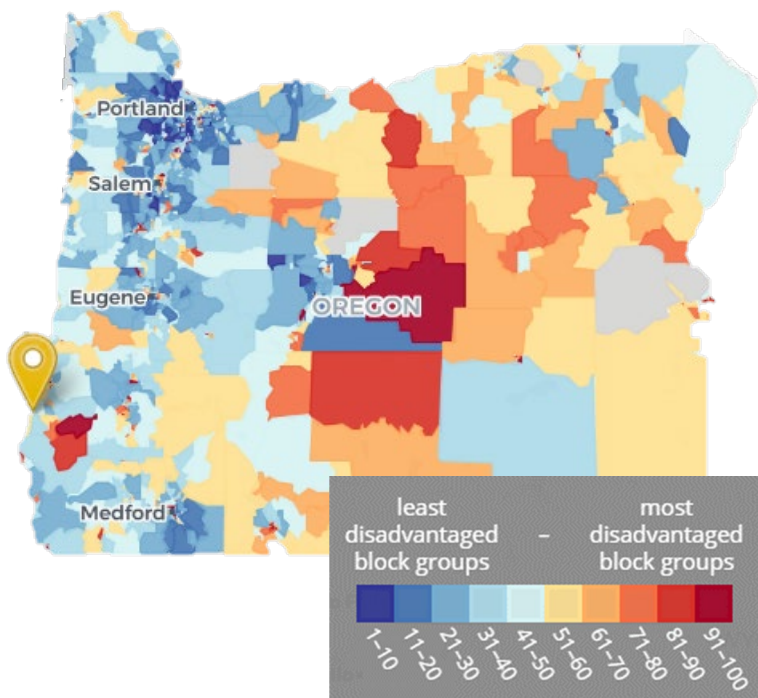 Portland
Salem
Eugene
OREGON
Medford
least
disadvantaged
block groups
–
most
disadvantaged
block groups
1–10
11–20
21–30
31–40
41–50
51–60
61–70
71–80
81–90
91–100